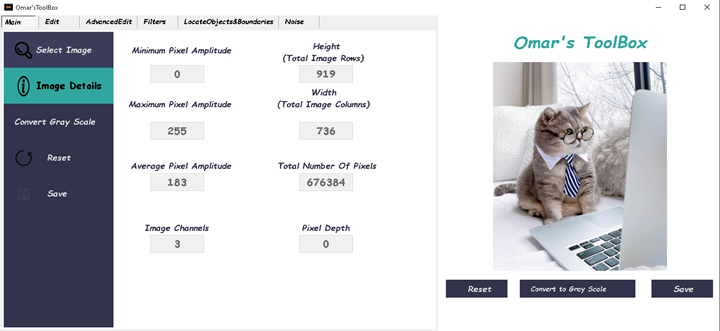 Omar'sToolBox
Main
Edit
AdvancedEdit
Filters
LocateObjects&Boundaries
Noise
Select Image
Image Details
Convert Gray Scale
Reset
Save
Minimum Pixel Amplitude
0
Height
(Total Image Rows)
919
Maximum Pixel Amplitude
255
Width
(Total Image Columns)
736
Average Pixel Amplitude
183
Total Number Of Pixels
676384
Image Channels
3
Pixel Depth
0
Omar's ToolBox
Reset
Convert to Gray Scale
Save